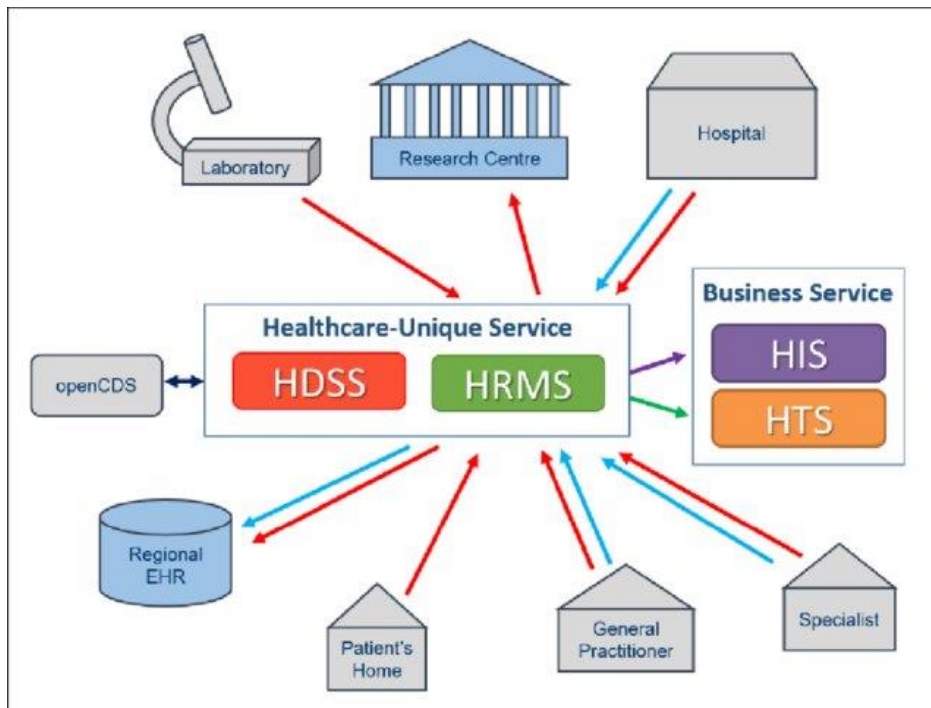 Laboratory
Research Centre
Hospital
Healthcare-Unique Service
HDSS
HRMS
Business Service
HIS
HTS
openCDS
Regional
EHR
Patient's
Home
General
Practitioner
Specialist